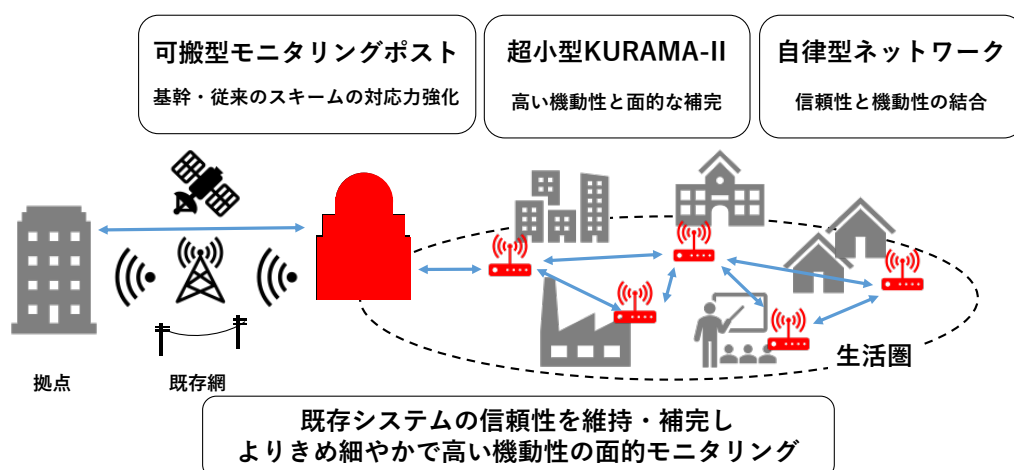 可搬型モニタリングポスト
基幹・従来のスキームの対応力強化
超小型KURAMA-II
高い機動性と面的な補完
自律型ネットワーク
信頼性と機動性の結合
生活圏
拠点
既存網
既存システムの信頼性を維持・補完し
よりきめ細やかで高い機動性の面的モニタリング